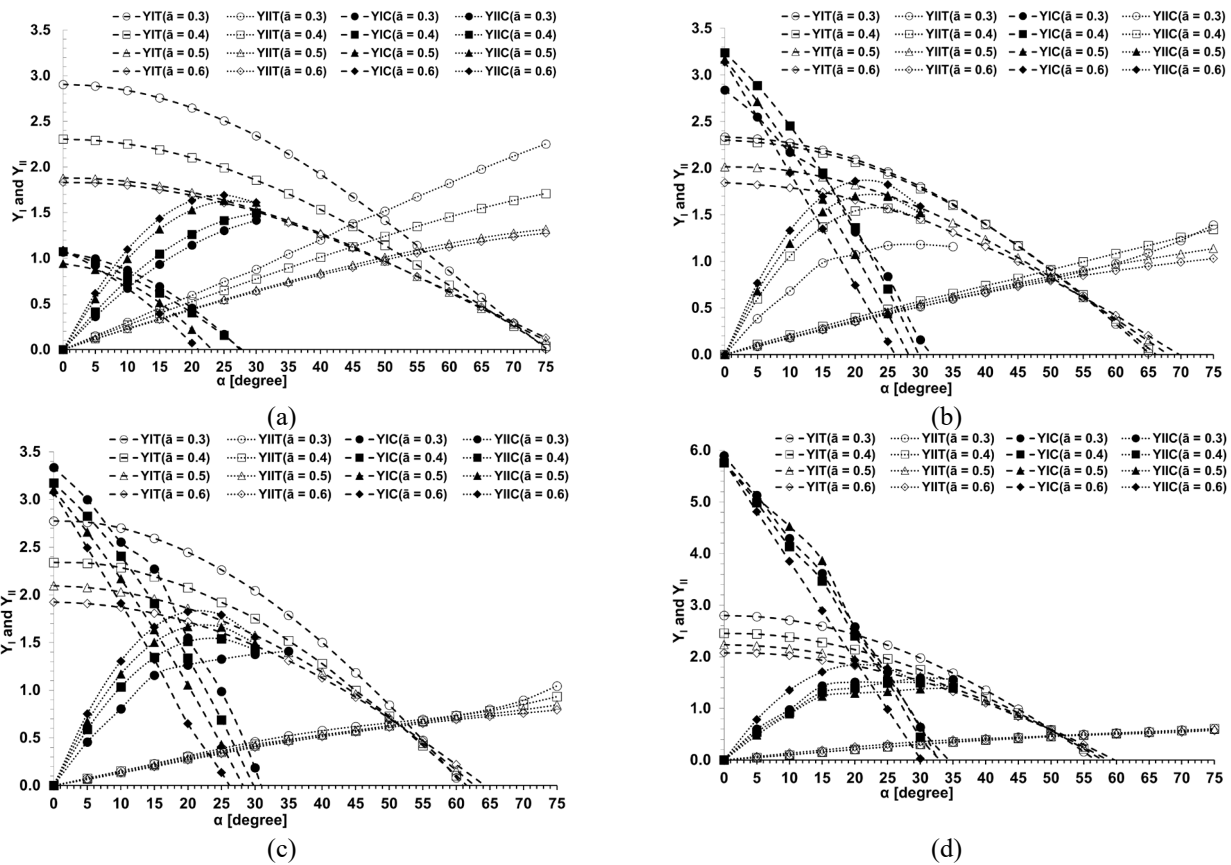 YIT(ā = 0.3) YIIT(ā = 0.3) YIC(ā = 0.3) YIIC(ā = 0.3)
YIT(ā = 0.4) YIIT(ā = 0.4) YIC(ā = 0.4) YIIC(ā = 0.4)
YIT(ā = 0.5) YIIT(ā = 0.5) YIC(ā = 0.5) YIIC(ā = 0.5)
YIT(ā = 0.6) YIIT(ā = 0.6) YIC(ā = 0.6) YIIC(ā = 0.6)
3.5
3.0
2.5
2.0
1.5
1.0
0.5
0.0
Y_I and Y_II
0 5 10 15 20 25 30 35 40 45 50 55 60 65 70 75
α [degree]
(a)
YIT(ā = 0.3) YIIT(ā = 0.3) YIC(ā = 0.3) YIIC(ā = 0.3)
YIT(ā = 0.4) YIIT(ā = 0.4) YIC(ā = 0.4) YIIC(ā = 0.4)
YIT(ā = 0.5) YIIT(ā = 0.5) YIC(ā = 0.5) YIIC(ā = 0.5)
YIT(ā = 0.6) YIIT(ā = 0.6) YIC(ā = 0.6) YIIC(ā = 0.6)
3.5
3.0
2.5
2.0
1.5
1.0
0.5
0.0
Y_I and Y_II
0 5 10 15 20 25 30 35 40 45 50 55 60 65 70 75
α [degree]
(b)
YIT(ā = 0.3) YIIT(ā = 0.3) YIC(ā = 0.3) YIIC(ā = 0.3)
YIT(ā = 0.4) YIIT(ā = 0.4) YIC(ā = 0.4) YIIC(ā = 0.4)
YIT(ā = 0.5) YIIT(ā = 0.5) YIC(ā = 0.5) YIIC(ā = 0.5)
YIT(ā = 0.6) YIIT(ā = 0.6) YIC(ā = 0.6) YIIC(ā = 0.6)
3.5
3.0
2.5
2.0
1.5
1.0
0.5
0.0
Y_I and Y_II
0 5 10 15 20 25 30 35 40 45 50 55 60 65 70 75
α [degree]
(c)
YIT(ā = 0.3) YIIT(ā = 0.3) YIC(ā = 0.3) YIIC(ā = 0.3)
YIT(ā = 0.4) YIIT(ā = 0.4) YIC(ā = 0.4) YIIC(ā = 0.4)
YIT(ā = 0.5) YIIT(ā = 0.5) YIC(ā = 0.5) YIIC(ā = 0.5)
YIT(ā = 0.6) YIIT(ā = 0.6) YIC(ā = 0.6) YIIC(ā = 0.6)
6.0
5.0
4.0
3.0
2.0
1.0
0.0
Y_I and Y_II
0 5 10 15 20 25 30 35 40 45 50 55 60 65 70 75
α [degree]
(d)